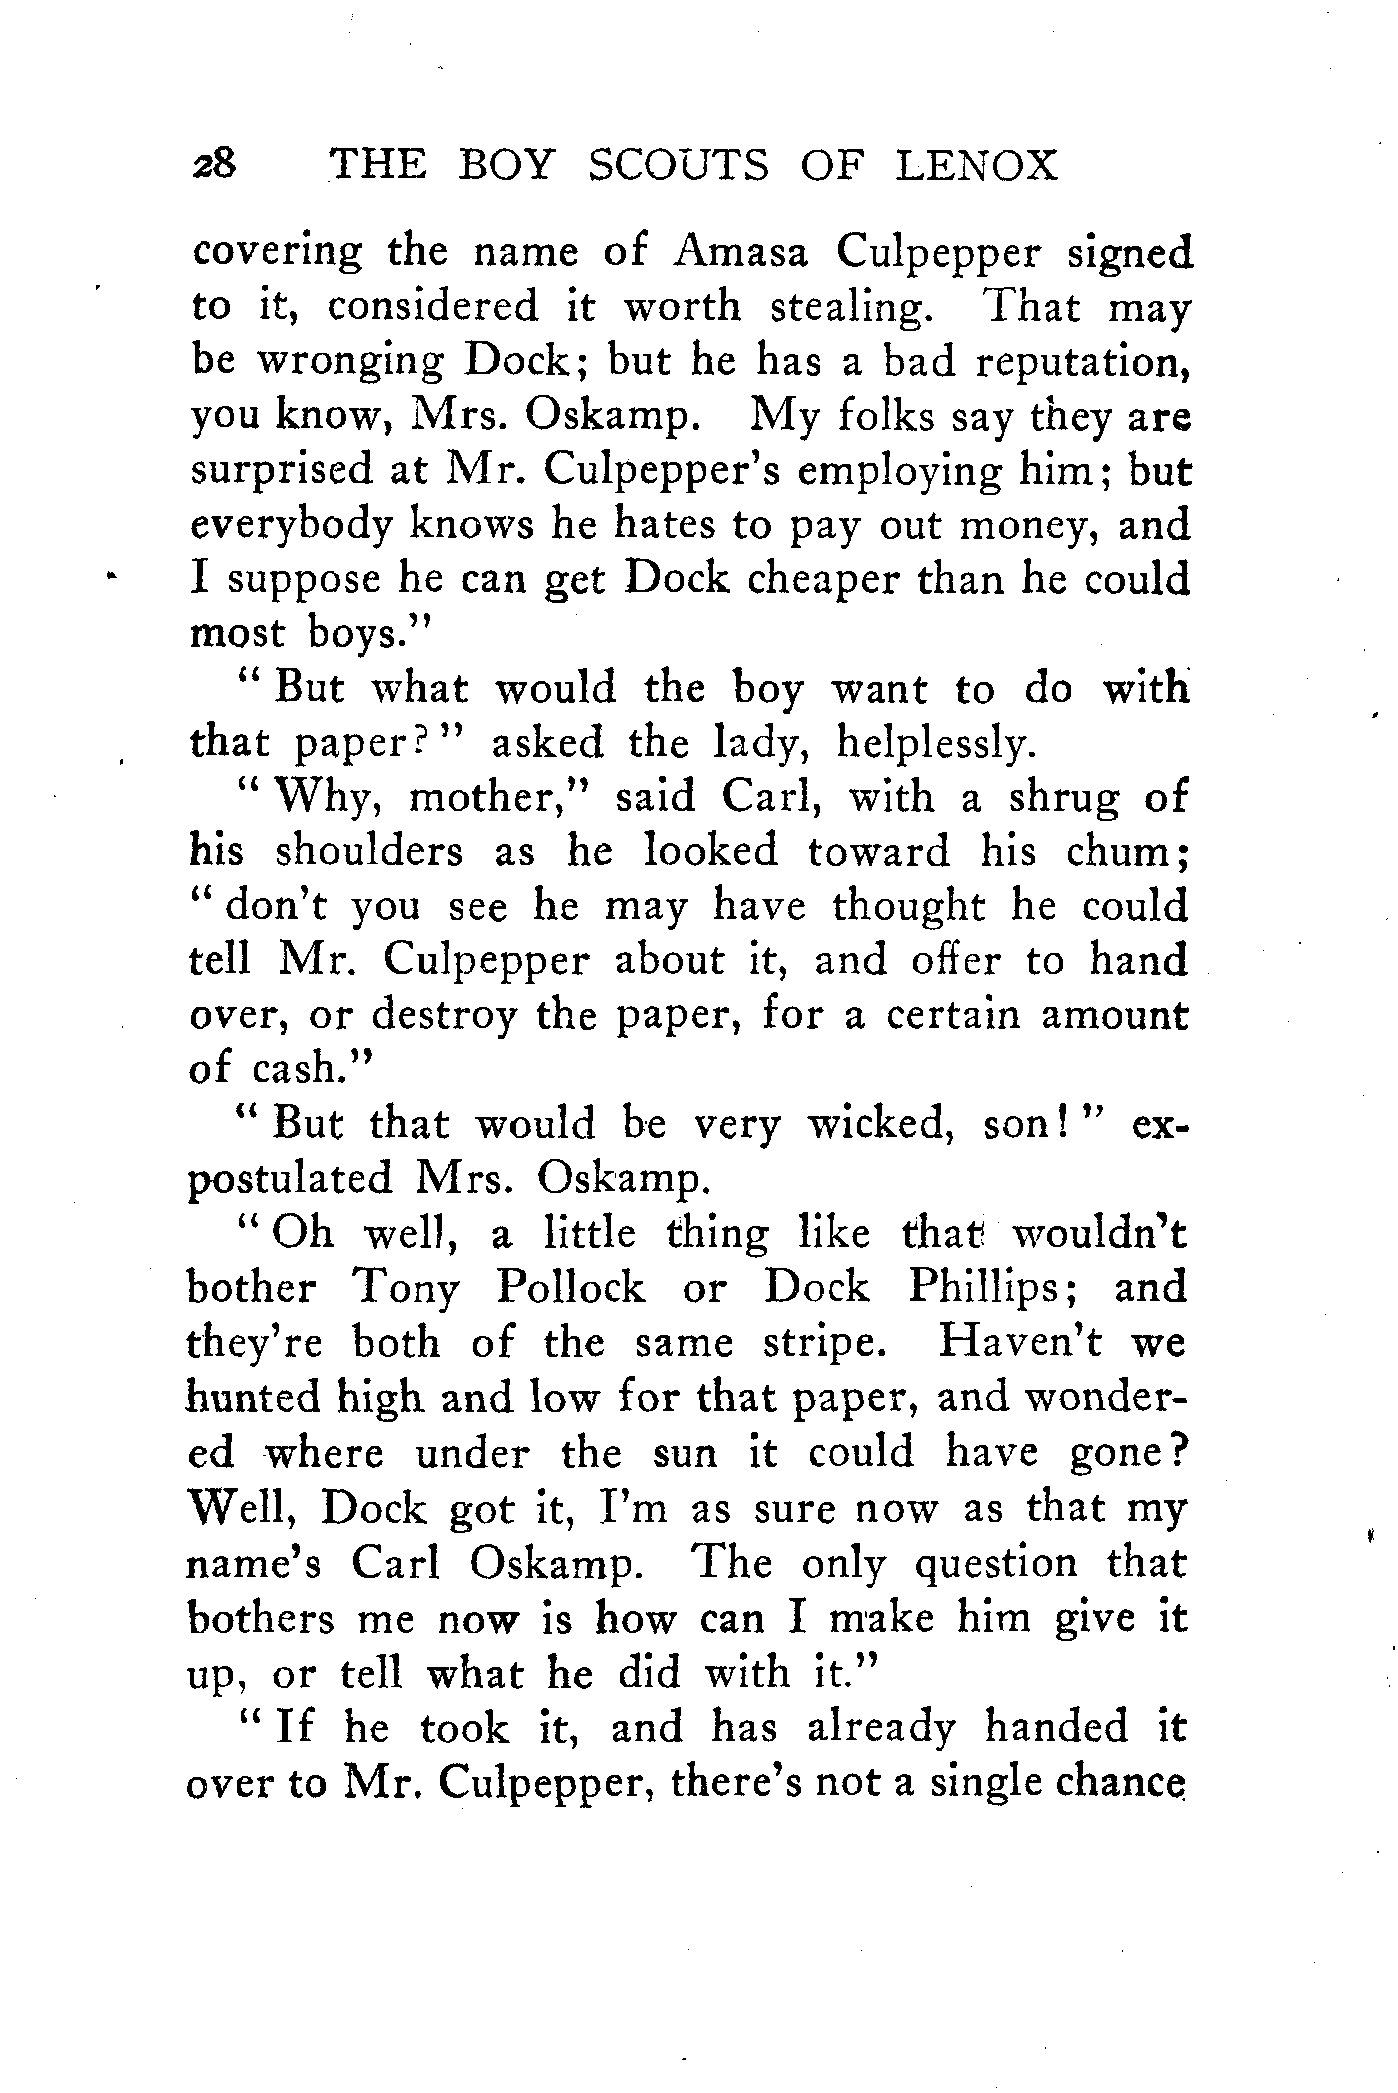 28 THE BOY SCOUTS OF LENOX
covering the name of Amasa Culpepper signed
to it, considered it worth stealing. That may
be wronging Dock; but he has a bad reputation,
you know, Mrs. Oskamp. My folks say they are
surprised at Mr. Culpepper's employing him; but
everybody knows he hates to pay out money, and
I suppose he can get Dock cheaper than he could
most boys."
" But what would the boy want to do with
that paper? " asked the lady, helplessly.
" Why, mother," said Carl, with a shrug of
his shoulders as he looked toward his chum;
" don't you see he may have thought he could
tell Mr. Culpepper about it, and offer to hand
over, or destroy the paper, for a certain amount
of cash."
" But that would be very wicked, son! " ex-
postulated Mrs. Oskamp.
" Oh well, a little thing like that wouldn't
bother Tony Pollock or Dock Phillips; and
they're both of the same stripe. Haven't we
hunted high and low for that paper, and wonder-
ed where under the sun it could have gone?
Well, Dock got it, I'm as sure now as that my
name's Carl Oskamp. The only question that
bothers me now is how can I make him give it
up, or tell what he did with it."
" If he took it, and has already handed it
over to Mr. Culpepper, there's not a single chance